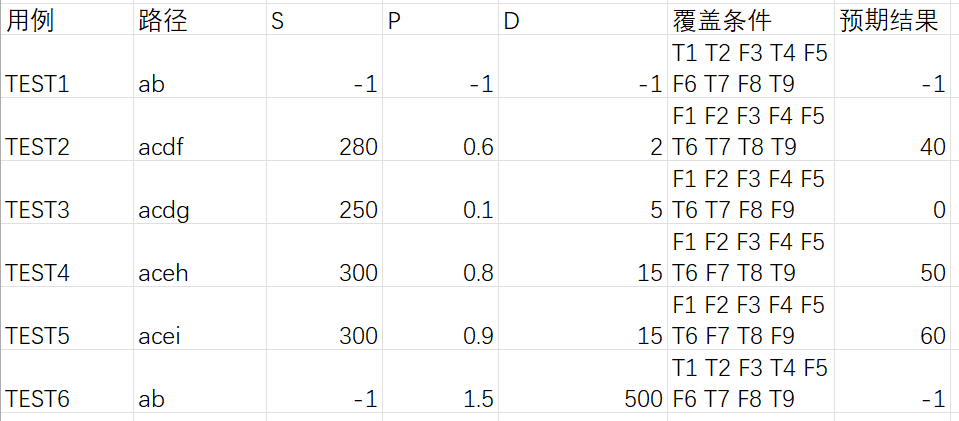 用例 路径 S P D 覆盖条件 预期结果
T1 T2 F3 T4 F5
TEST1 ab -1 -1 -1 F6 T7 F8 T9 -1
F1 F2 F3 F4 F5
TEST2 acdf 280 0.6 2 T6 T7 T8 T9 40
F1 F2 F3 F4 F5
TEST3 acdg 250 0.1 5 T6 T7 F8 F9 0
F1 F2 F3 F4 F5
TEST4 aceh 300 0.8 15 T6 F7 T8 T9 50
F1 F2 F3 F4 F5
TEST5 acei 300 0.9 15 T6 F7 T8 F9 60
T1 T2 F3 T4 F5
TEST6 ab -1 1.5 500 F6 T7 F8 T9 -1